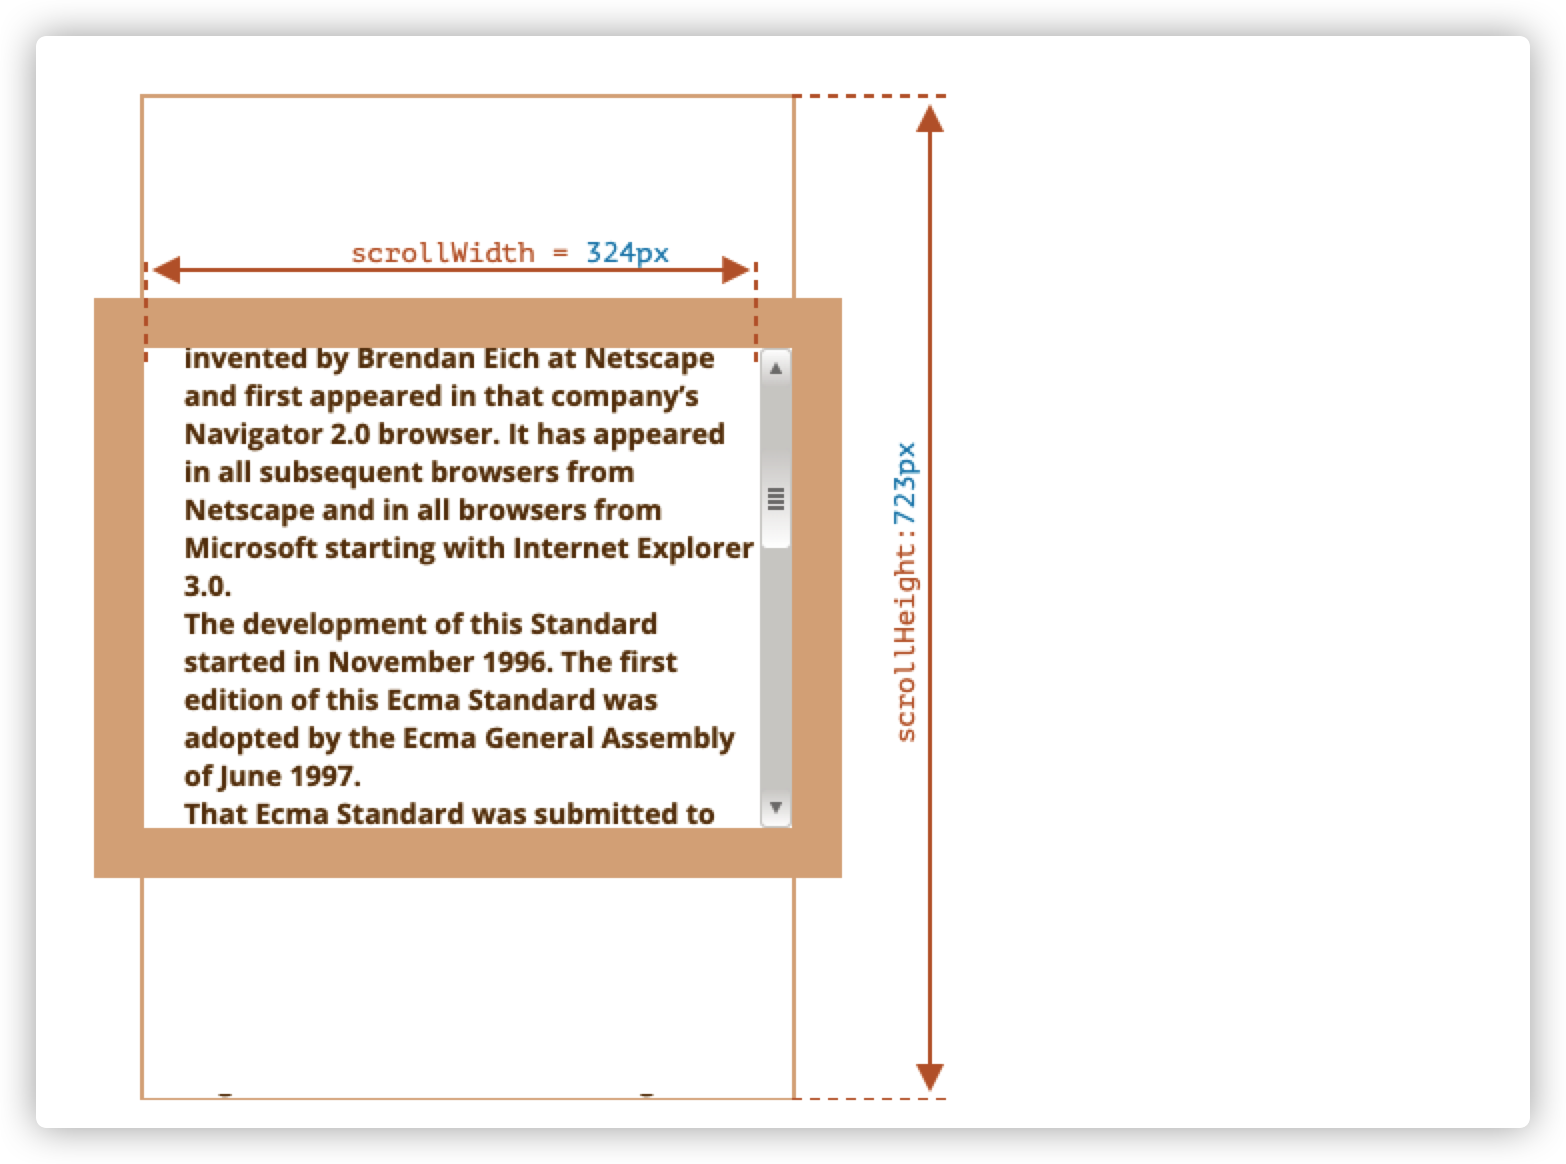 scrollWidth = 324px
invented by Brendan Eich at Netscape
and first appeared in that company’s
Navigator 2.0 browser. It has appeared
in all subsequent browsers from
Netscape and in all browsers from
Microsoft starting with Internet Explorer
3.0.
The development of this Standard
started in November 1996. The first
edition of this Ecma Standard was
adopted by the Ecma General Assembly
of June 1997.
That Ecma Standard was submitted to
scrollHeight:723px